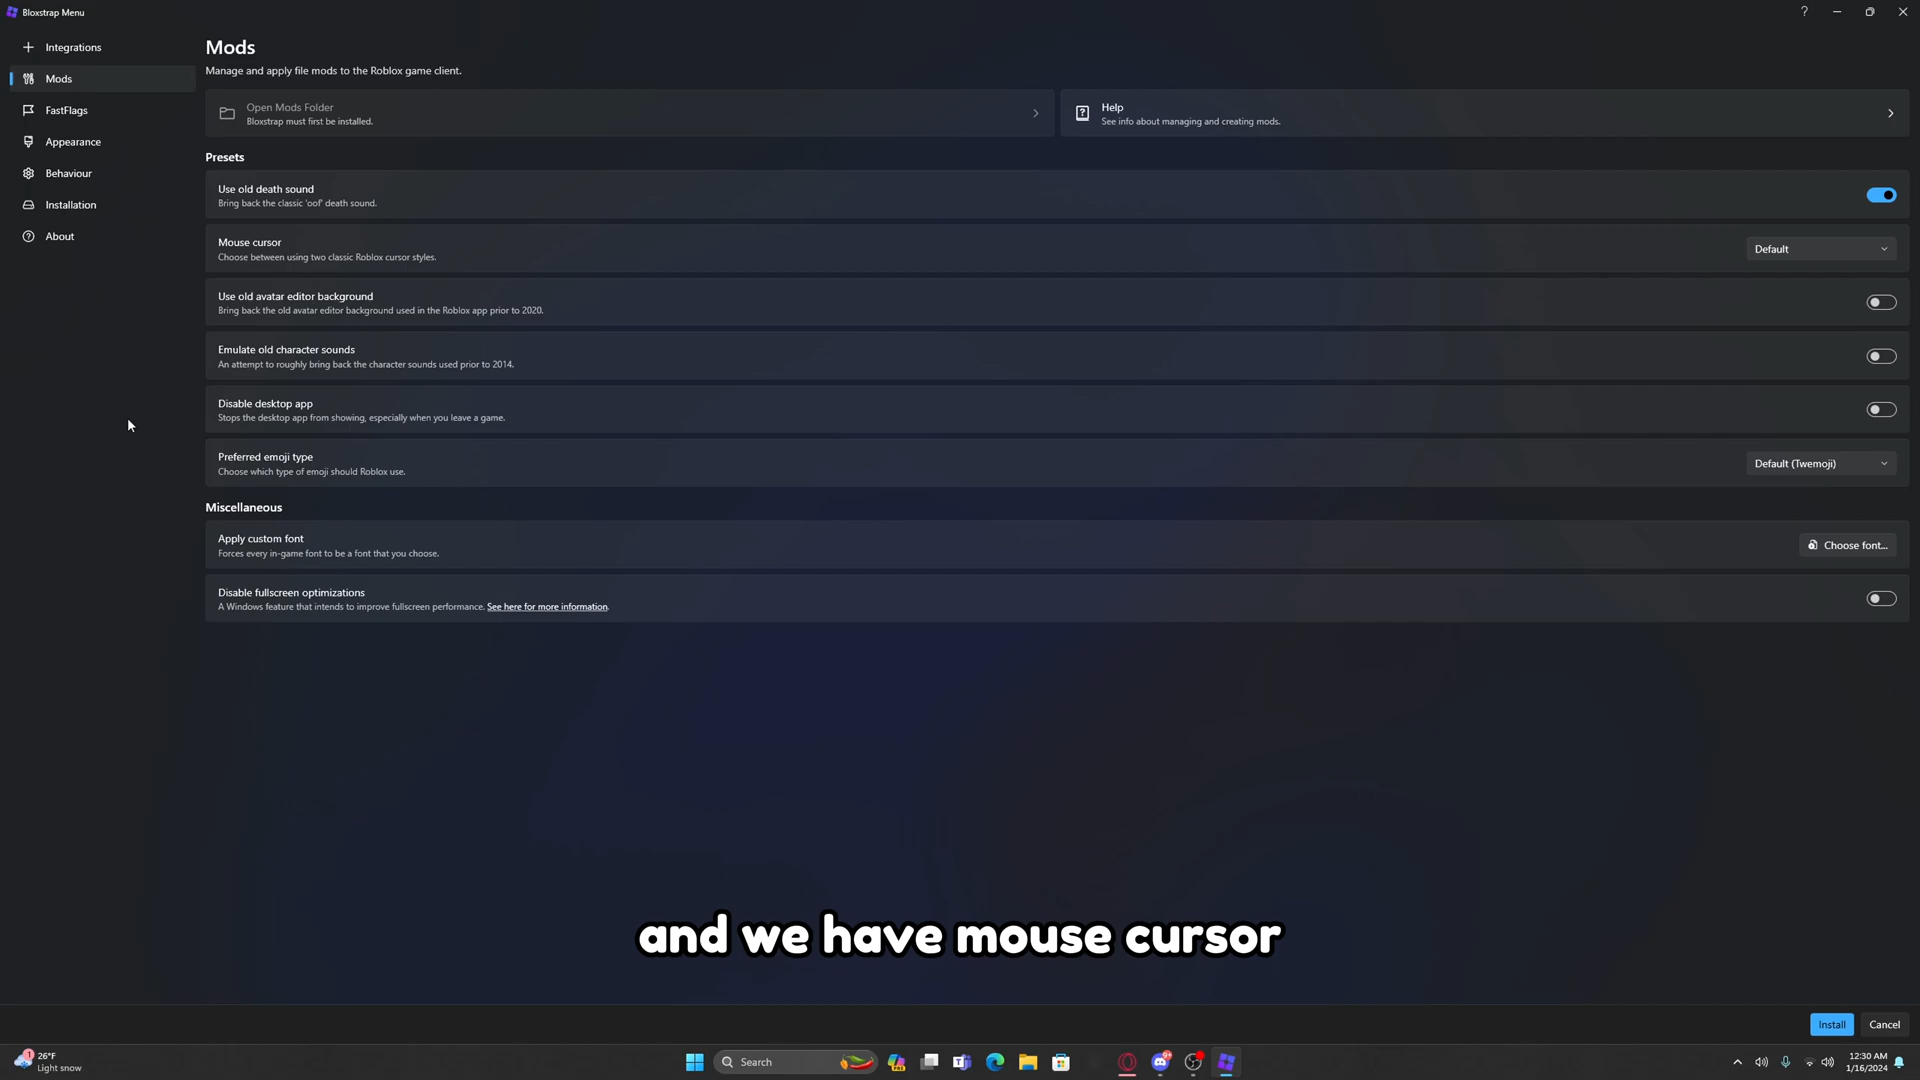 Bloxstrap Menu
Integrations
Mods
FastFlags
Appearance
Behaviour
Installation
About
Mods
Manage and apply file mods to the Roblox game client.
Open Mods Folder
Bloxstrap must first be installed.
Help
See info about managing and creating mods.
Presets
Use old death sound
Bring back the classic 'oof' death sound.
Mouse cursor
Choose between using two classic Roblox cursor styles.
Default
Use old avatar editor background
Bring back the old avatar editor background used in the Roblox app prior to 2020.
Emulate old character sounds
An attempt to roughly bring back the character sounds used prior to 2014.
Disable desktop app
Stops the desktop app from showing, especially when you leave a game.
Preferred emoji type
Choose which type of emoji should Roblox use.
Default (Twemoji)
Miscellaneous
Apply custom font
Forces every in-game font to be a font that you choose.
Choose font...
Disable fullscreen optimizations
A Windows feature that intends to improve fullscreen performance. See here for more information.
and we have mouse cursor
Install
Cancel
1
26°F
Light snow
Search
12:30 AM
1/16/2024